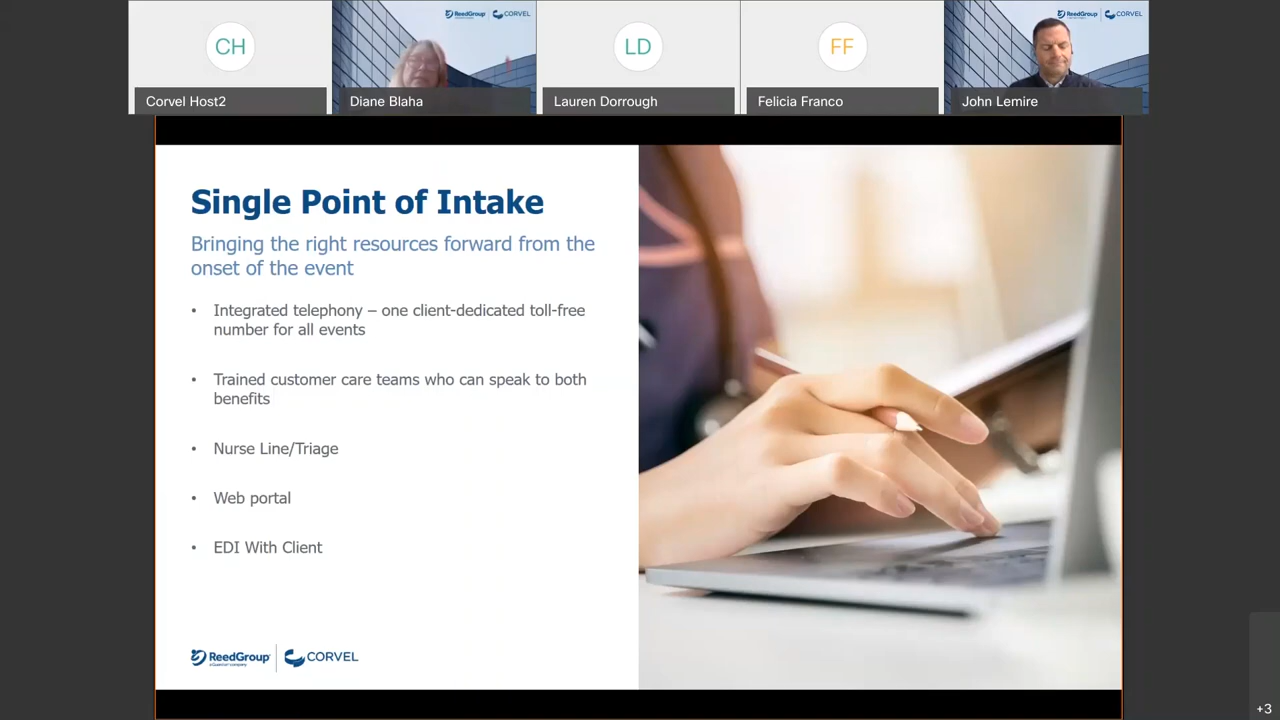 CH
LD
FF
ReedGroup
CORVEL
ReedGroup
CORVEL
Corvel Host2
Diane Blaha
Lauren Dorrough
Felicia Franco
John Lemire
Single Point of Intake
Bringing the right resources forward from the
onset of the event
• Integrated telephony – one client-dedicated toll-free
number for all events
• Trained customer care teams who can speak to both
benefits
• Nurse Line/Triage
• Web portal
• EDI With Client
ReedGroup
CORVEL
+3